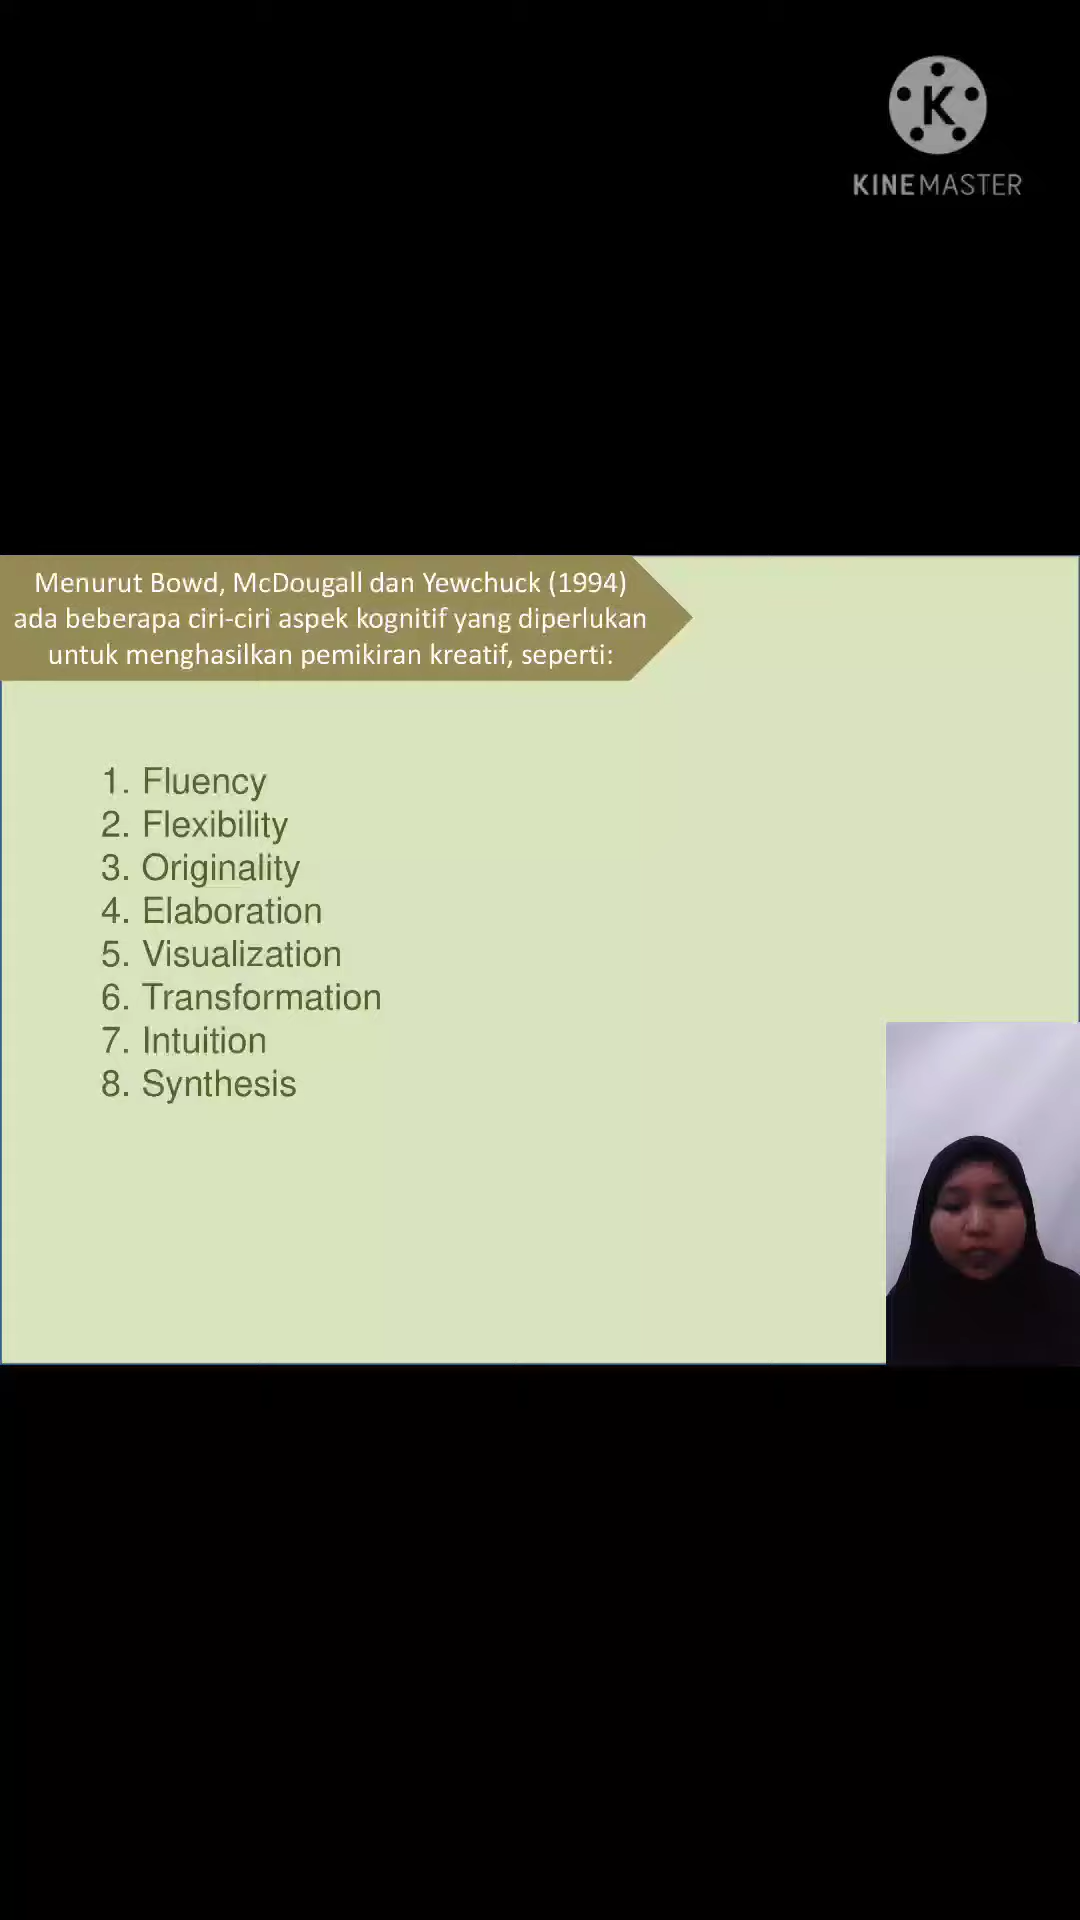 K
KINEMASTER
Menurut Bowd, McDougall dan Yewchuck (1994)
ada beberapa ciri-ciri aspek kognitif yang diperlukan
untuk menghasilkan pemikiran kreatif, seperti:
1. Fluency
2. Flexibility
3. Originality
4. Elaboration
5. Visualization
6. Transformation
7. Intuition
8. Synthesis